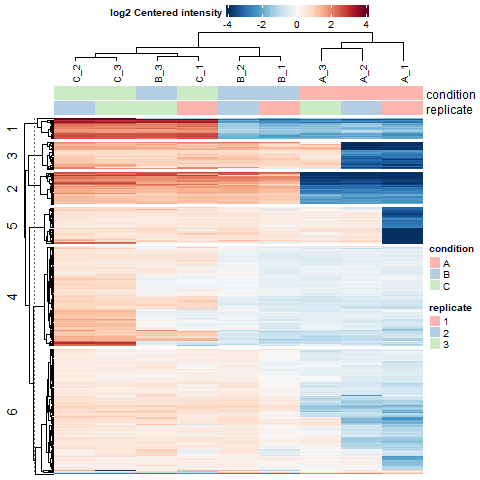 log2 Centered intensity
-4 -2 0 2 4
C_2 C_3 B_3 C_1 B_2 B_1 A_3 A_2 A_1
condition
replicate
1
3
2
5
4
6
condition
A
B
C
replicate
1
2
3